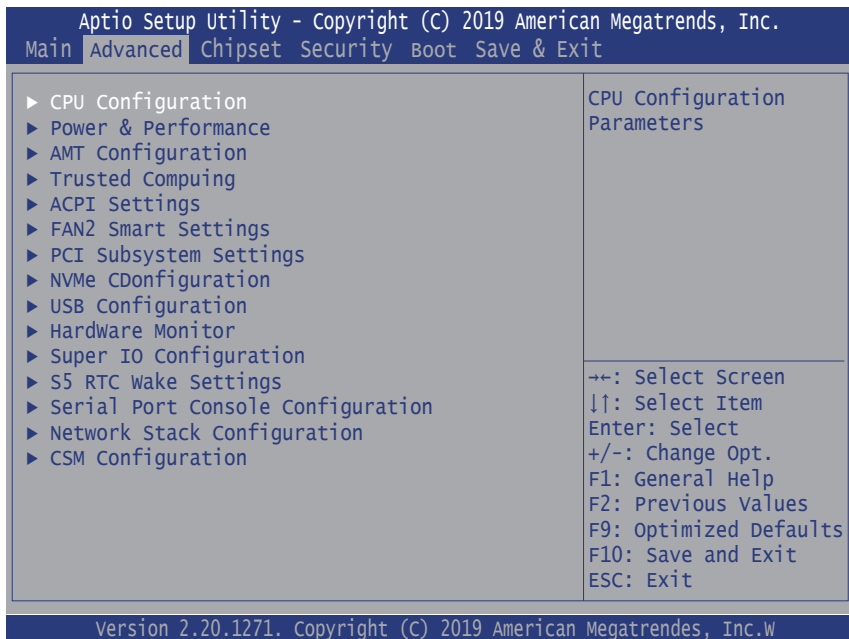 Aptio Setup Utility - Copyright (C) 2019 American Megatrends, Inc.
Main Advanced Chipset Security Boot Save & Exit
▶ CPU Configuration
▶ Power & Performance
▶ AMT Configuration
▶ Trusted Compuing
▶ ACPI Settings
▶ FAN2 Smart Settings
▶ PCI Subsystem Settings
▶ NVMe CDonfiguration
▶ USB Configuration
▶ HardWare Monitor
▶ Super IO Configuration
▶ S5 RTC Wake Settings
▶ Serial Port Console Configuration
▶ Network Stack Configuration
▶ CSM Configuration
CPU Configuration
Parameters
→←: Select Screen
↓↑: Select Item
Enter: Select
+/-: Change Opt.
F1: General Help
F2: Previous Values
F9: Optimized Defaults
F10: Save and Exit
ESC: Exit
Version 2.20.1271. Copyright (C) 2019 American Megatrendes, Inc.W